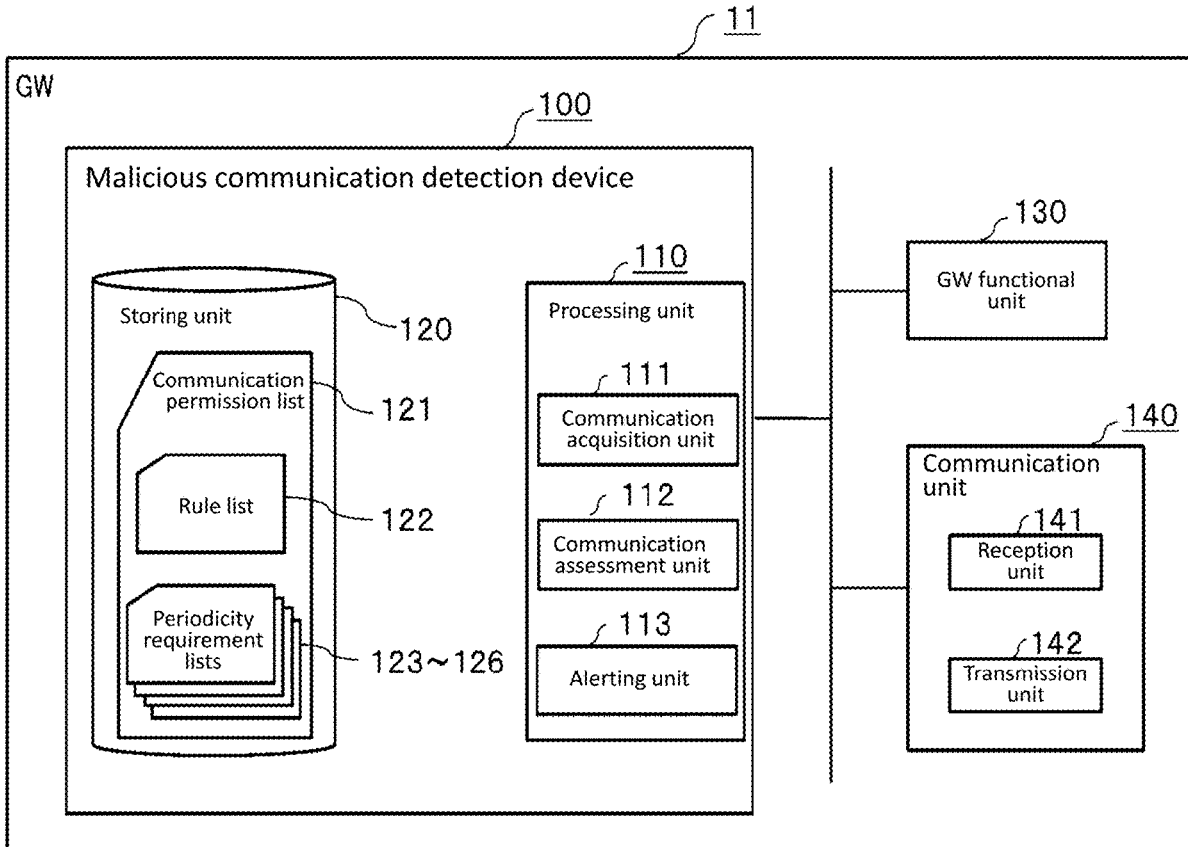 11
GW
100
Malicious communication detection device
Storing unit
120
Communication
permission list
121
Rule list
122
Periodicity
requirement
lists
123~126
110
Processing unit
111
Communication
acquisition unit
112
Communication
assessment unit
113
Alerting unit
130
GW functional
unit
140
Communication
unit
141
Reception
unit
142
Transmission
unit